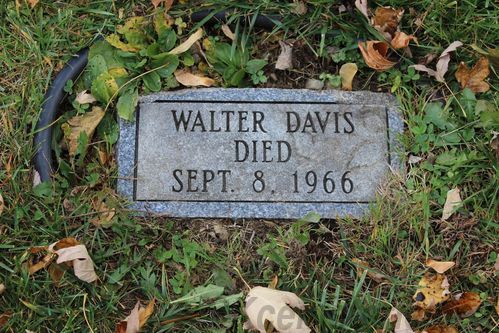 WALTER DAVIS
DIED
SEPT. 8, 1966